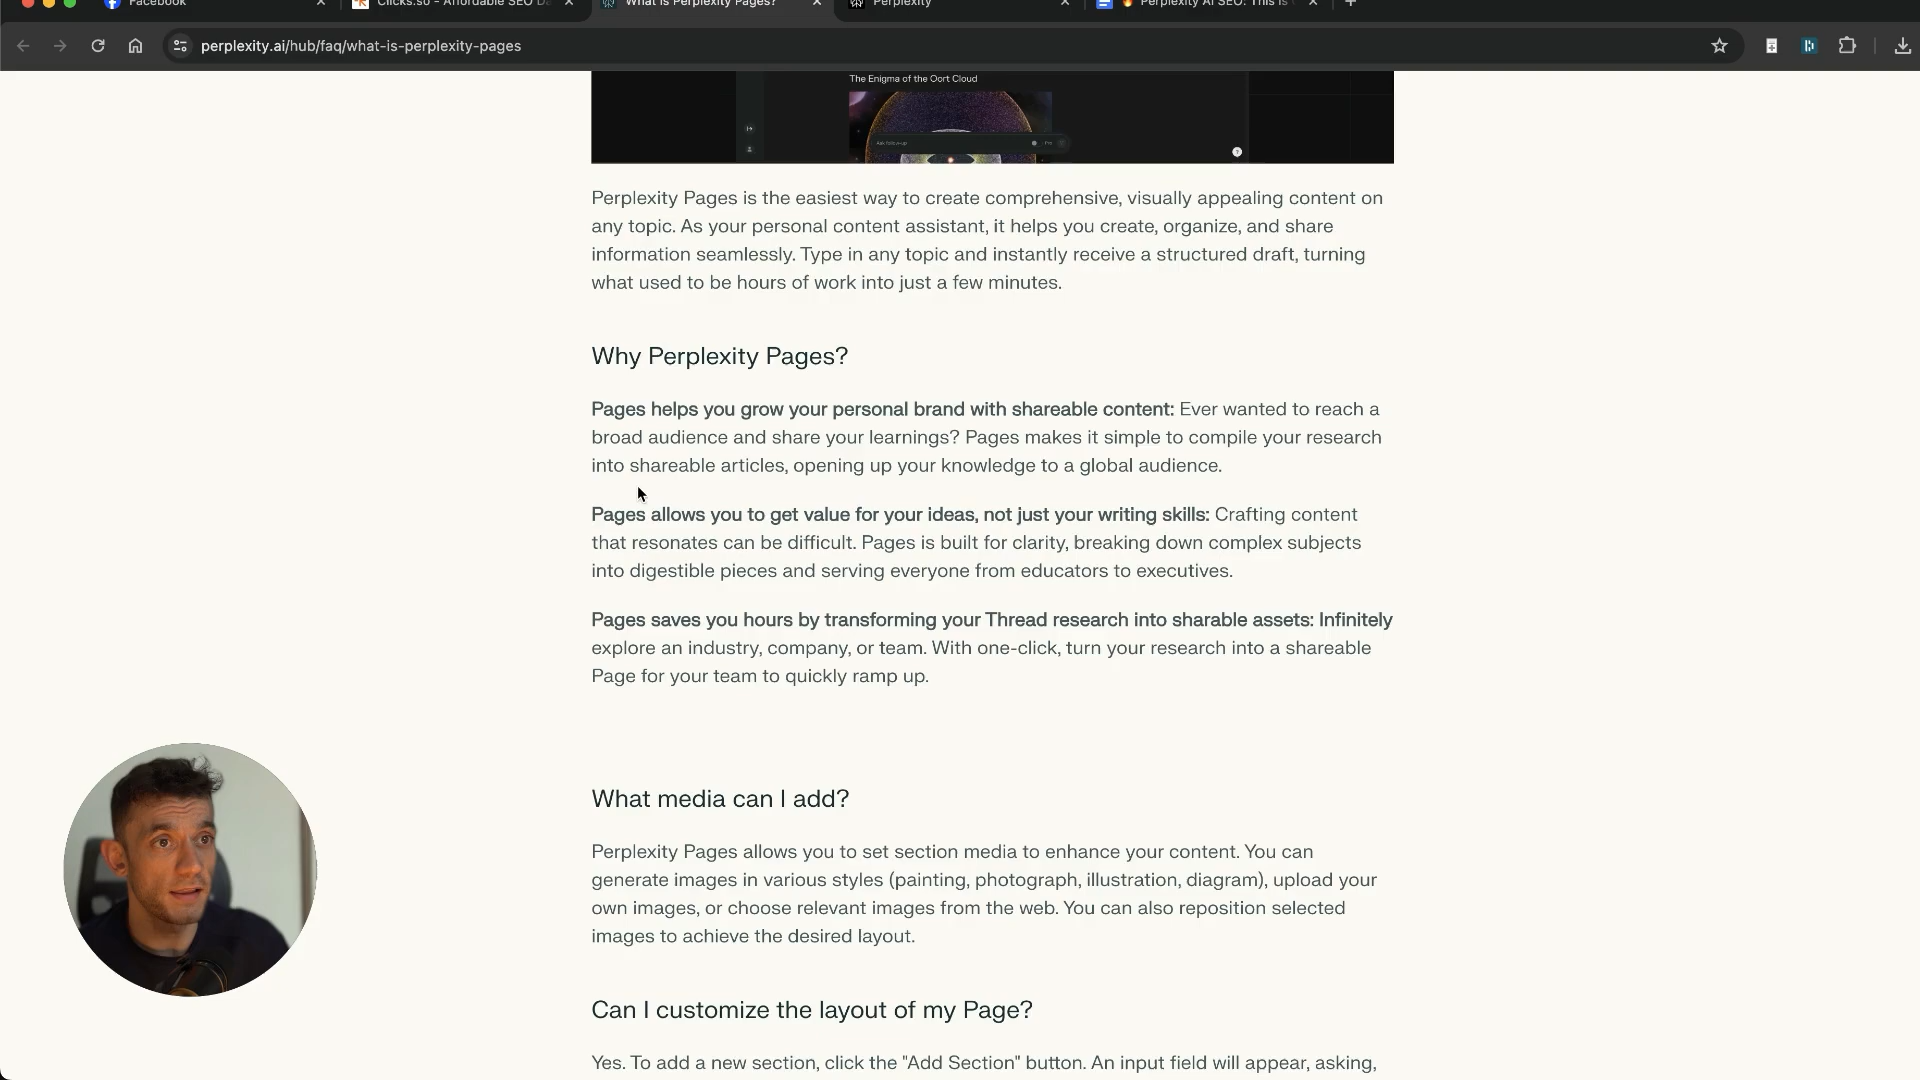 Facebook
Clicks.so - Affordable SEO Da
What is Perplexity Pages?
Perplexity
Perplexity AI SEO: This is
perplexity.ai/hub/faq/what-is-perplexity-pages
The Enigma of the Oort Cloud
Ask follow-up
Pro
Perplexity Pages is the easiest way to create comprehensive, visually appealing content on
any topic. As your personal content assistant, it helps you create, organize, and share
information seamlessly. Type in any topic and instantly receive a structured draft, turning
what used to be hours of work into just a few minutes.
Why Perplexity Pages?
Pages helps you grow your personal brand with shareable content: Ever wanted to reach a
broad audience and share your learnings? Pages makes it simple to compile your research
into shareable articles, opening up your knowledge to a global audience.
Pages allows you to get value for your ideas, not just your writing skills: Crafting content
that resonates can be difficult. Pages is built for clarity, breaking down complex subjects
into digestible pieces and serving everyone from educators to executives.
Pages saves you hours by transforming your Thread research into sharable assets: Infinitely
explore an industry, company, or team. With one-click, turn your research into a shareable
Page for your team to quickly ramp up.
What media can I add?
Perplexity Pages allows you to set section media to enhance your content. You can
generate images in various styles (painting, photograph, illustration, diagram), upload your
own images, or choose relevant images from the web. You can also reposition selected
images to achieve the desired layout.
Can I customize the layout of my Page?
Yes. To add a new section, click the "Add Section" button. An input field will appear, asking,